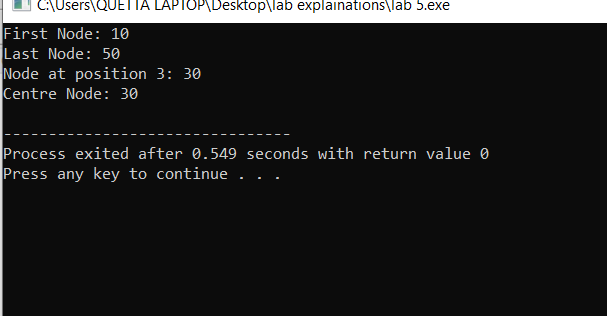 C:\Users\QUETTA LAPTOP\Desktop\lab explainations\lab 5.exe
First Node: 10
Last Node: 50
Node at position 3: 30
Centre Node: 30
--------------------------------
Process exited after 0.549 seconds with return value 0
Press any key to continue . . .